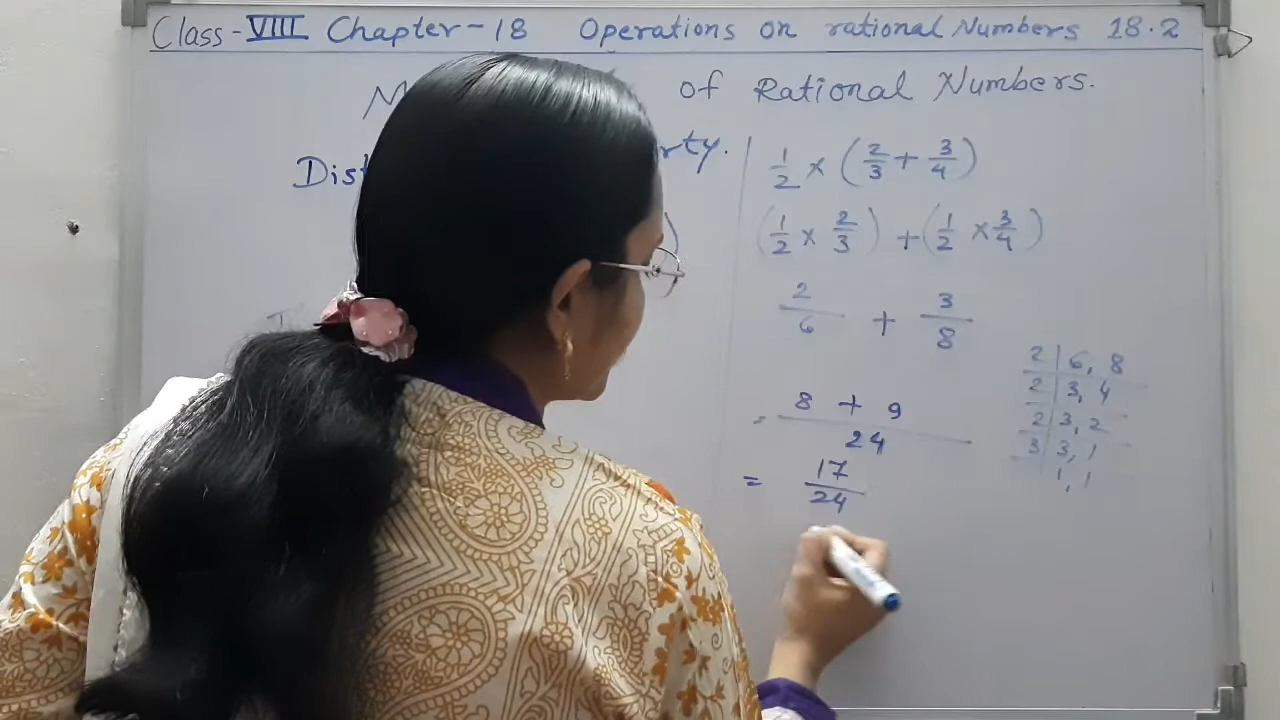 Class - VIII Chapter - 18 Operations on rational Numbers 18.2
of Rational Numbers.
1/2 × (2/3 + 3/4)
(1/2 × 2/3) + (1/2 × 3/4)
2/6 + 3/8
= 8 + 9 / 24
= 17/24
2 | 6, 8
2 | 3, 4
2 | 3, 2
3 | 3, 1
1, 1